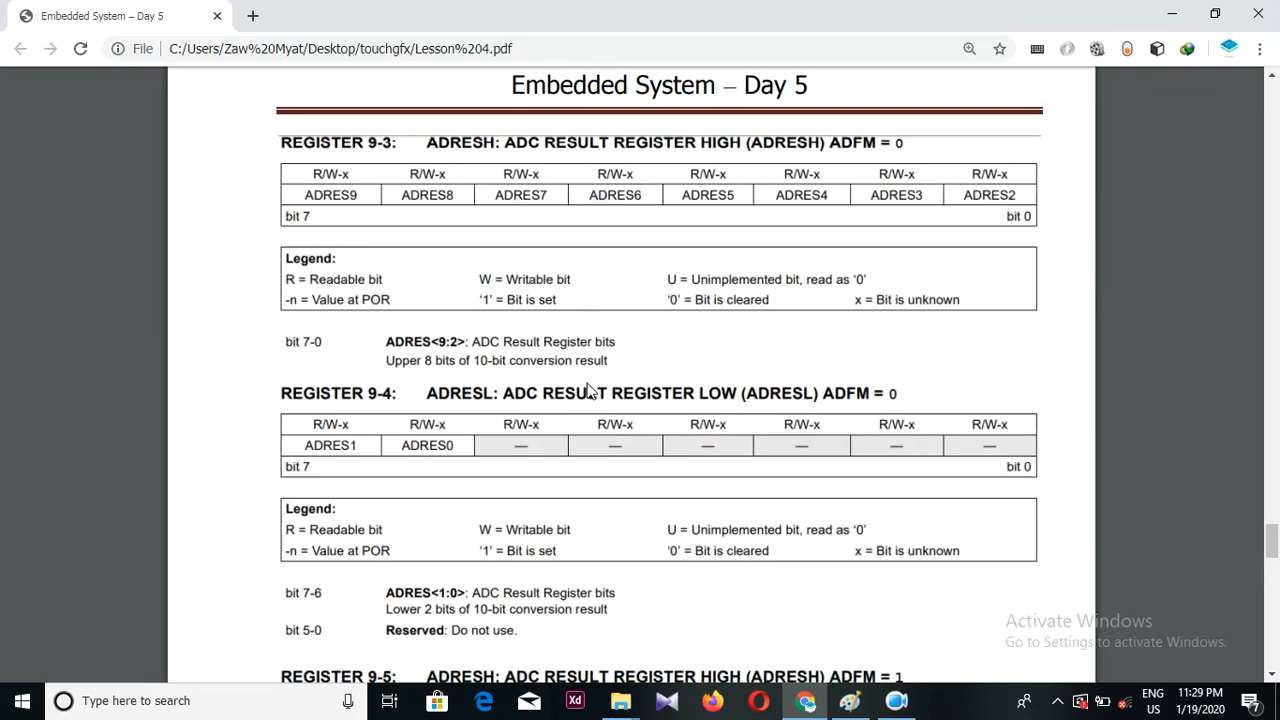 Embedded System – Day 5
File C:/Users/Zaw%20Myat/Desktop/touchgfx/Lesson%204.pdf
Embedded System – Day 5
REGISTER 9-3: ADRESH: ADC RESULT REGISTER HIGH (ADRESH) ADFM = 0
R/W-x R/W-x R/W-x R/W-x R/W-x R/W-x R/W-x R/W-x
ADRES9 ADRES8 ADRES7 ADRES6 ADRES5 ADRES4 ADRES3 ADRES2
bit 7 bit 0
Legend:
R = Readable bit W = Writable bit U = Unimplemented bit, read as ‘0’
-n = Value at POR ‘1’ = Bit is set ‘0’ = Bit is cleared x = Bit is unknown
bit 7-0 ADRES<9:2>: ADC Result Register bits
Upper 8 bits of 10-bit conversion result
REGISTER 9-4: ADRESL: ADC RESULT REGISTER LOW (ADRESL) ADFM = 0
R/W-x R/W-x R/W-x R/W-x R/W-x R/W-x R/W-x R/W-x
ADRES1 ADRES0 — — — — — —
bit 7 bit 0
Legend:
R = Readable bit W = Writable bit U = Unimplemented bit, read as ‘0’
-n = Value at POR ‘1’ = Bit is set ‘0’ = Bit is cleared x = Bit is unknown
bit 7-6 ADRES<1:0>: ADC Result Register bits
Lower 2 bits of 10-bit conversion result
bit 5-0 Reserved: Do not use.
REGISTER 9-5: ADRESH: ADC RESULT REGISTER HIGH (ADRESH) ADFM = 1
Activate Windows
Go to Settings to activate Windows.
Type here to search
Xd
ENG
US
11:29 PM
1/19/2020
7